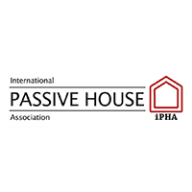 International
PASSIVE HOUSE
Association
iPHA